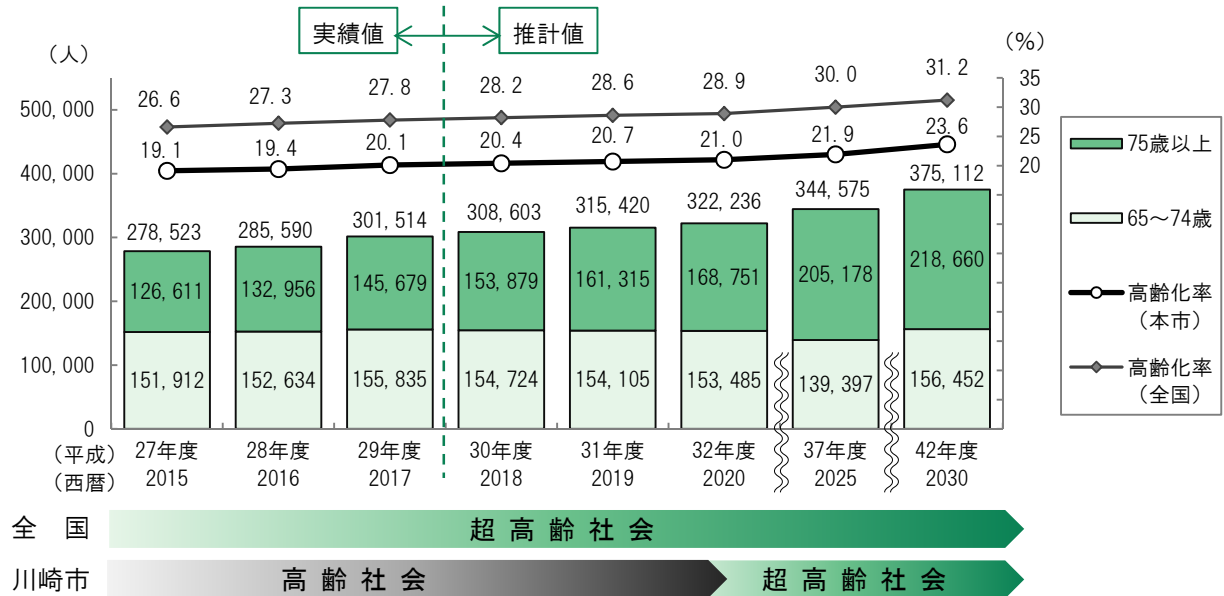 実績値 推計値
（人） （%）
500,000
400,000
300,000
200,000
100,000
0
35
30
25
20
26.6 27.3 27.8 28.2 28.6 28.9 30.0 31.2
19.1 19.4 20.1 20.4 20.7 21.0 21.9 23.6
278,523 285,590 301,514 308,603 315,420 322,236 344,575 375,112
126,611 132,956 145,679 153,879 161,315 168,751 205,178 218,660
151,912 152,634 155,835 154,724 154,105 153,485 139,397 156,452
（平成） 27年度 28年度 29年度 30年度 31年度 32年度 37年度 42年度
（西暦） 2015 2016 2017 2018 2019 2020 2025 2030
75歳以上
65～74歳
高齢化率
（本市）
高齢化率
（全国）
全 国 超高齢社会
川崎市 高齢社会 超高齢社会